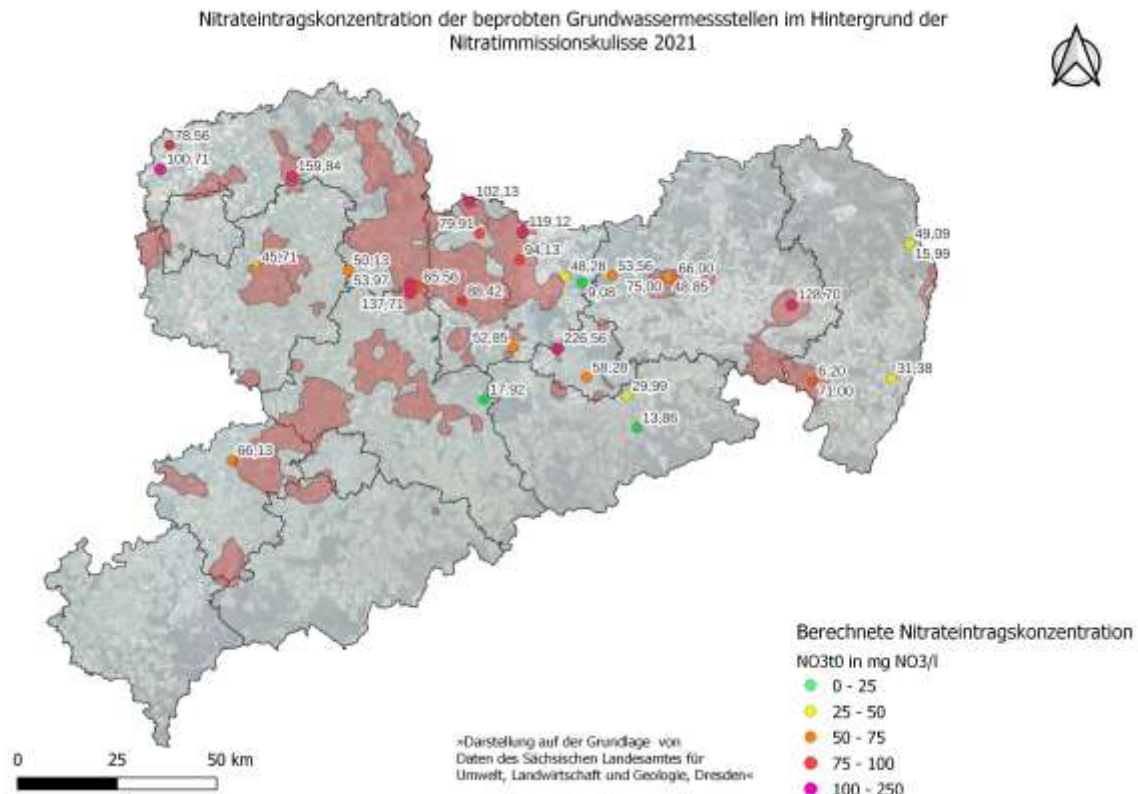 Nitrateintragskonzentration der beprobten Grundwassermessstellen im Hintergrund der
Nitratimmissionskulisse 2021
78,96
100,71
159,84
102,13
79,91
119,12
94,13
49,09
15,99
45,71
50,13
53,97
65,56
137,71
86,42
48,28
9,08
53,56
66,00
75,00
48,85
128,70
52,85
226,56
58,28
6,20
71,00
31,38
17,92
29,99
13,86
66,13
Berechnete Nitrateintragskonzentration
NO3t0 in mg NO3/l
0 - 25
25 - 50
50 - 75
75 - 100
100 - 250
0 25 50 km
»Darstellung auf der Grundlage von
Daten des Sächsischen Landesamtes für
Umwelt, Landwirtschaft und Geologie, Dresden«